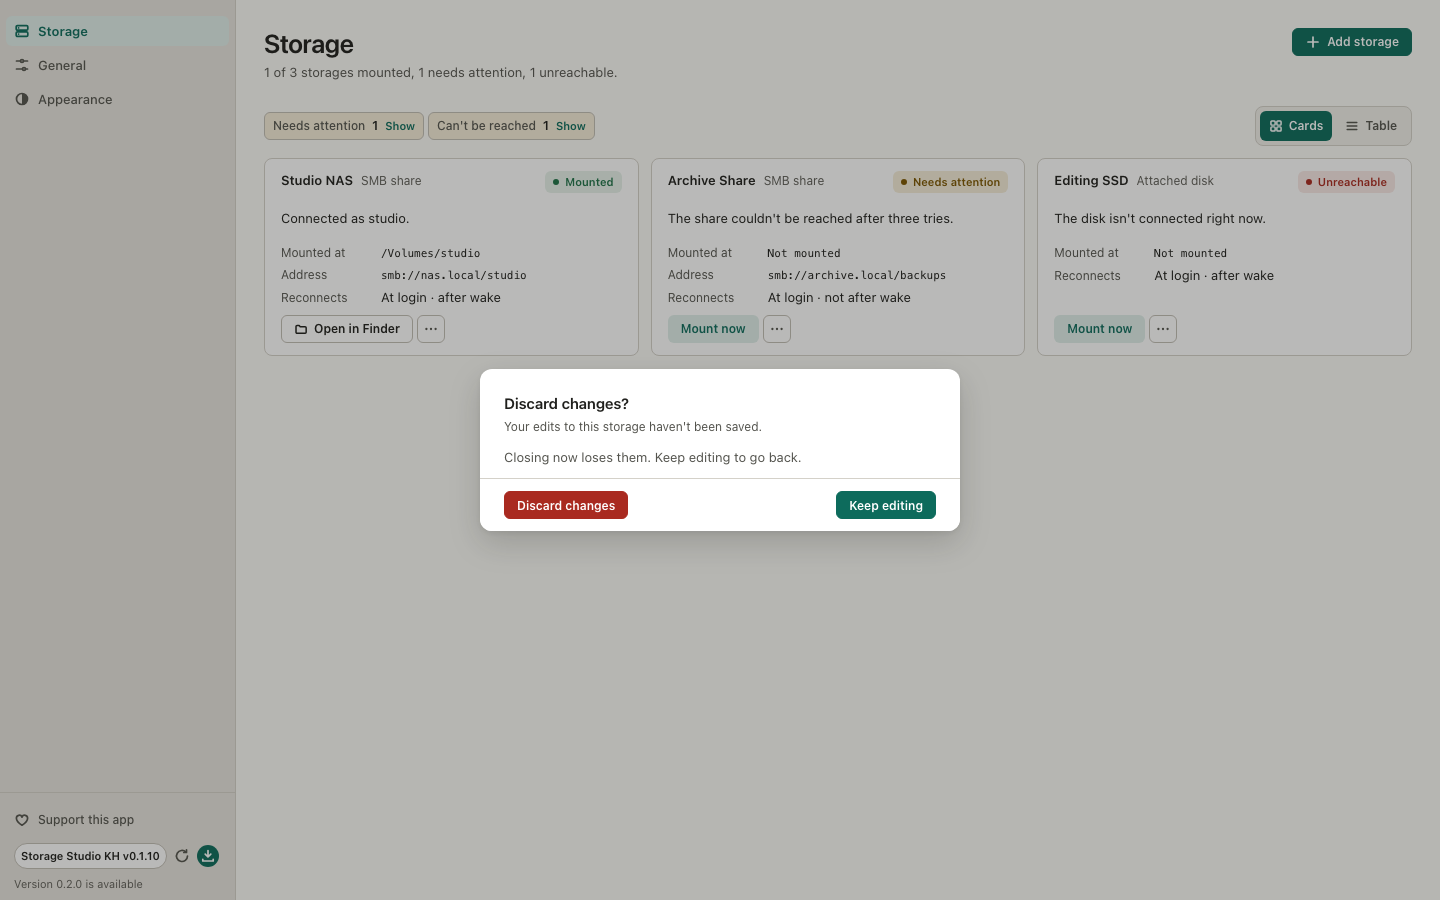 Storage
General
Appearance
Storage
1 of 3 storages mounted, 1 needs attention, 1 unreachable.
Add storage
Needs attention 1 Show
Can't be reached 1 Show
Cards
Table
Studio NAS SMB share
Mounted
Connected as studio.
Mounted at /Volumes/studio
Address smb://nas.local/studio
Reconnects At login · after wake
Open in Finder
Archive Share SMB share
Needs attention
The share couldn't be reached after three tries.
Mounted at Not mounted
Address smb://archive.local/backups
Reconnects At login · not after wake
Mount now
Editing SSD Attached disk
Unreachable
The disk isn't connected right now.
Mounted at Not mounted
Reconnects At login · after wake
Mount now
Discard changes?
Your edits to this storage haven't been saved.
Closing now loses them. Keep editing to go back.
Discard changes
Keep editing
Support this app
Storage Studio KH v0.1.10
Version 0.2.0 is available